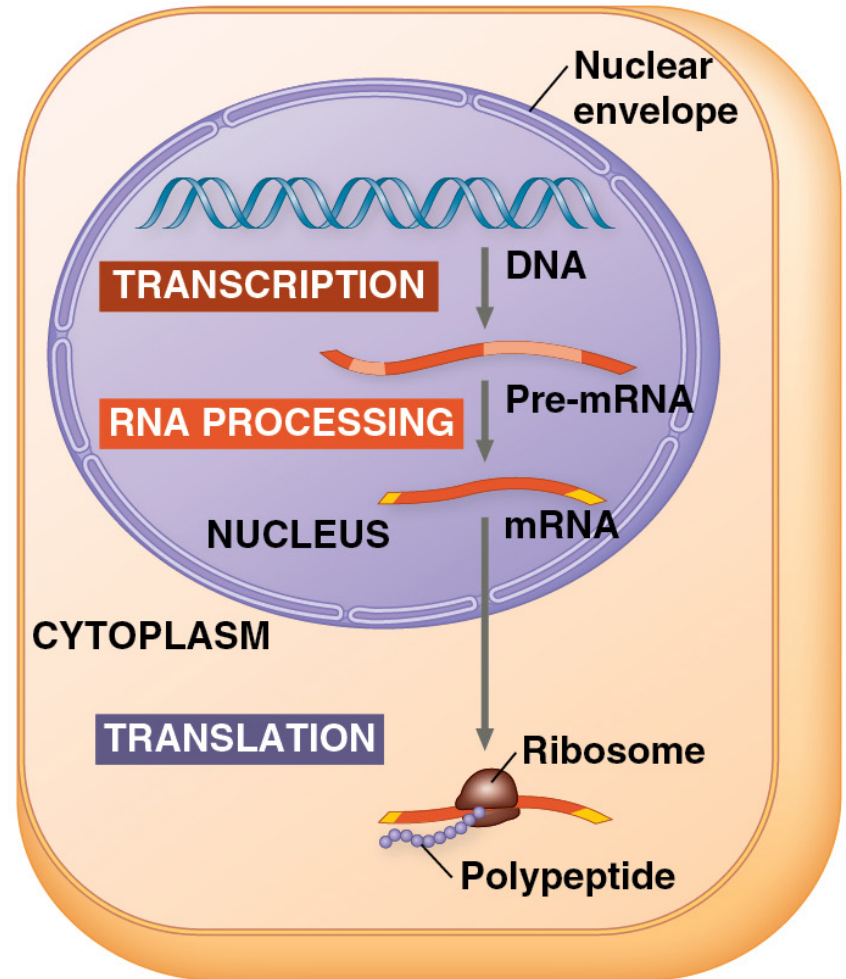 Nuclear
envelope
DNA
TRANSCRIPTION
Pre-mRNA
RNA PROCESSING
mRNA
NUCLEUS
CYTOPLASM
TRANSLATION
Ribosome
Polypeptide